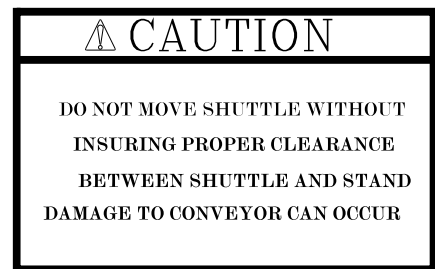 CAUTION
DO NOT MOVE SHUTTLE WITHOUT
INSURING PROPER CLEARANCE
BETWEEN SHUTTLE AND STAND
DAMAGE TO CONVEYOR CAN OCCUR